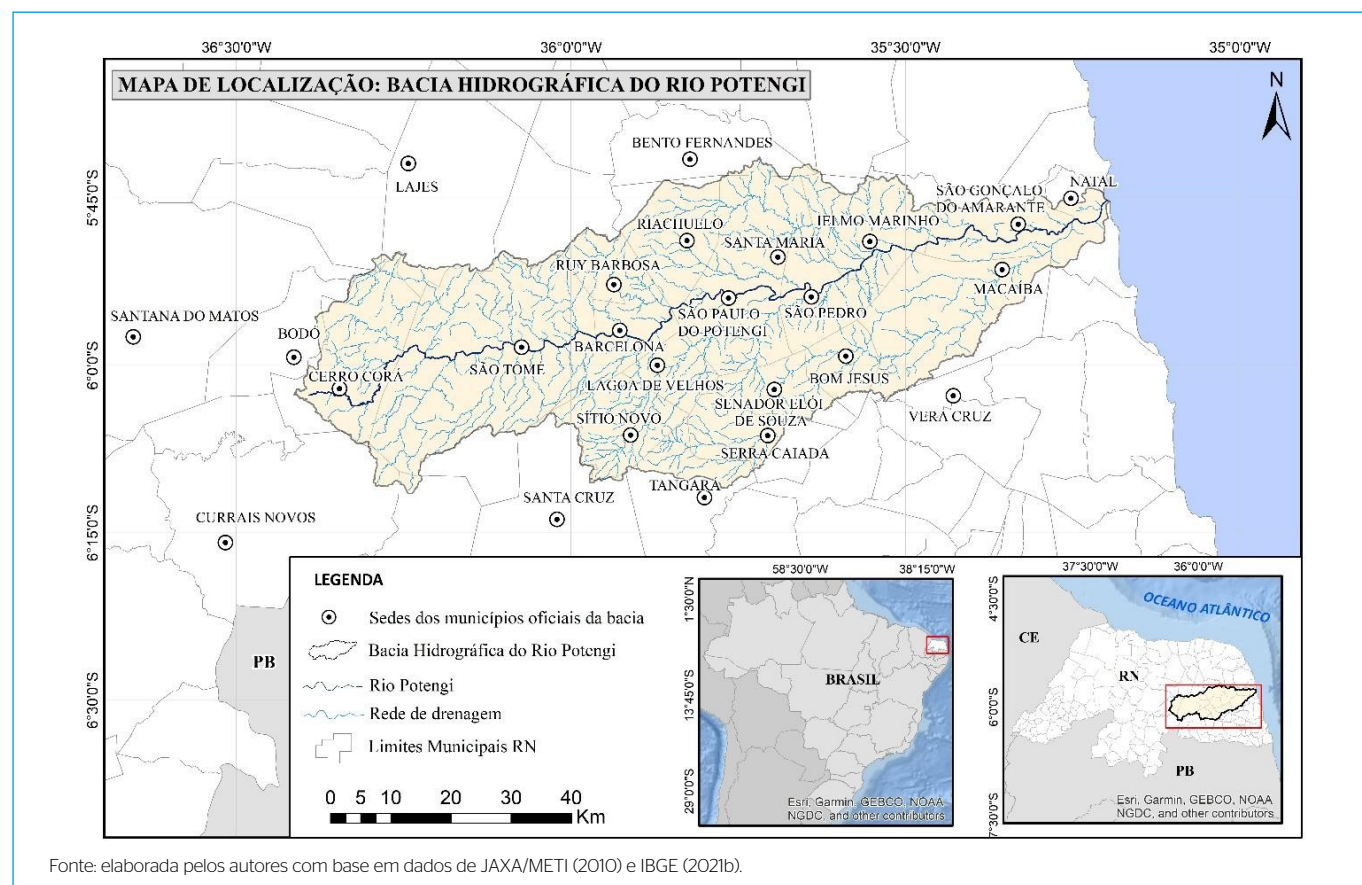 36°30'0"W
36°0'0"W
35°30'0"W
35°0'0"W
MAPA DE LOCALIZAÇÃO: BACIA HIDROGRÁFICA DO RIO POTENGI
N
BENTO FERNANDES
LAJES
NATAL
SÃO GONÇALO
DO AMARANTE
5°45'0"S
IELMO MARINHO
RIACHUELO
SANTA MARIA
RUY BARBOSA
MACAÍBA
SÃO PAULO
DO POTENGI
SÃO PEDRO
SANTANA DO MATOS
BODÓ
BARCELONA
SÃO TOMÉ
6°0'0"S
CERRO CORÁ
LAGOA DE VELHOS
BOM JESUS
SENADOR ELÓI
DE SOUZA
VERA CRUZ
SÍTIO NOVO
SERRA CAIADA
TANGARÁ
SANTA CRUZ
CURRAIS NOVOS
6°15'0"S
PB
6°30'0"S
LEGENDA
Sedes dos municípios oficiais da bacia
Bacia Hidrográfica do Rio Potengi
Rio Potengi
Rede de drenagem
Limites Municipais RN
0 5 10 20 30 40
Km
58°30'0"W
38°15'0"W
1°30'0"N
13°45'0"S
29°0'0"S
BRASIL
Esri, Garmin, GEBCO, NOAA
NGDC, and other contributors
37°30'0"W
36°0'0"W
4°30'0"S
6°0'0"S
7°30'0"S
OCEANO ATLÂNTICO
CE
RN
PB
Esri, Garmin, GEBCO, NOAA
NGDC, and other contributors
Fonte: elaborada pelos autores com base em dados de JAXA/METI (2010) e IBGE (2021b).